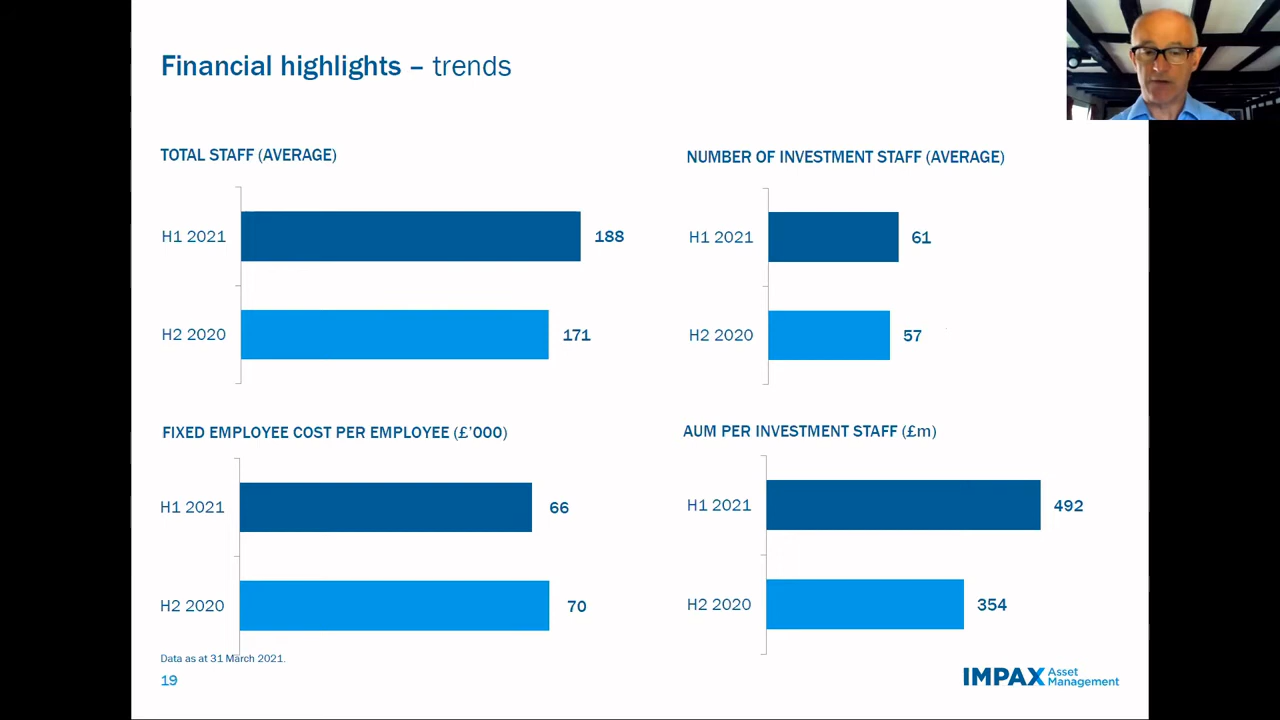 Financial highlights – trends
TOTAL STAFF (AVERAGE)
H1 2021
188
H2 2020
171
NUMBER OF INVESTMENT STAFF (AVERAGE)
H1 2021
61
H2 2020
57
FIXED EMPLOYEE COST PER EMPLOYEE (£’000)
H1 2021
66
H2 2020
70
AUM PER INVESTMENT STAFF (£m)
H1 2021
492
H2 2020
354
Data as at 31 March 2021.
19
IMPAX Asset
Management